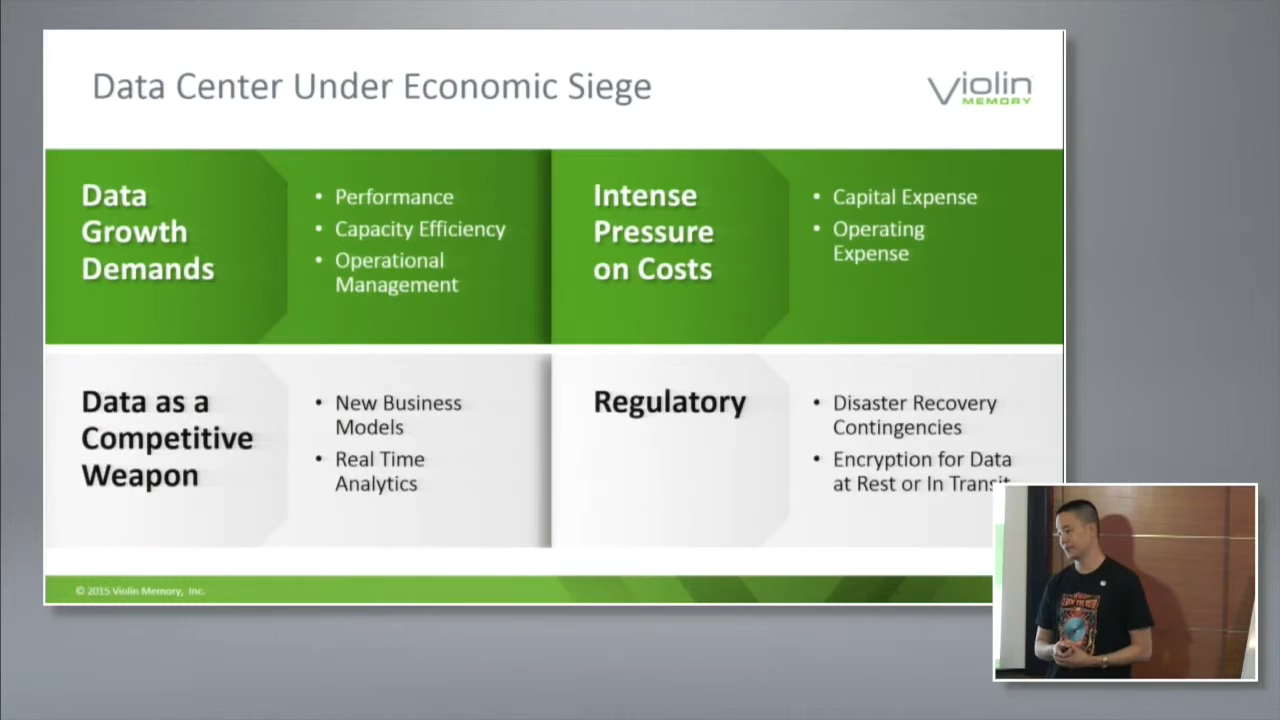 Data Center Under Economic Siege
Violin
MEMORY
Data
Growth
Demands
• Performance
• Capacity Efficiency
• Operational
Management
Intense
Pressure
on Costs
• Capital Expense
• Operating
Expense
Data as a
Competitive
Weapon
• New Business
Models
• Real Time
Analytics
Regulatory
• Disaster Recovery
Contingencies
• Encryption for Data
at Rest or In Transit
© 2015 Violin Memory, Inc.